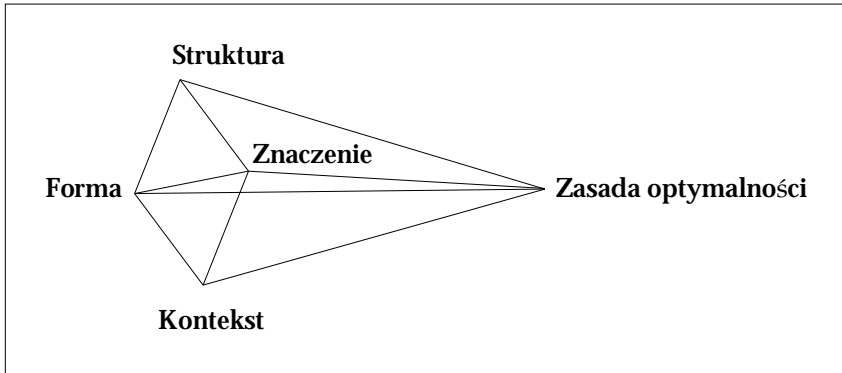 Struktura
Znaczenie
Forma
Zasada optymalności
Kontekst